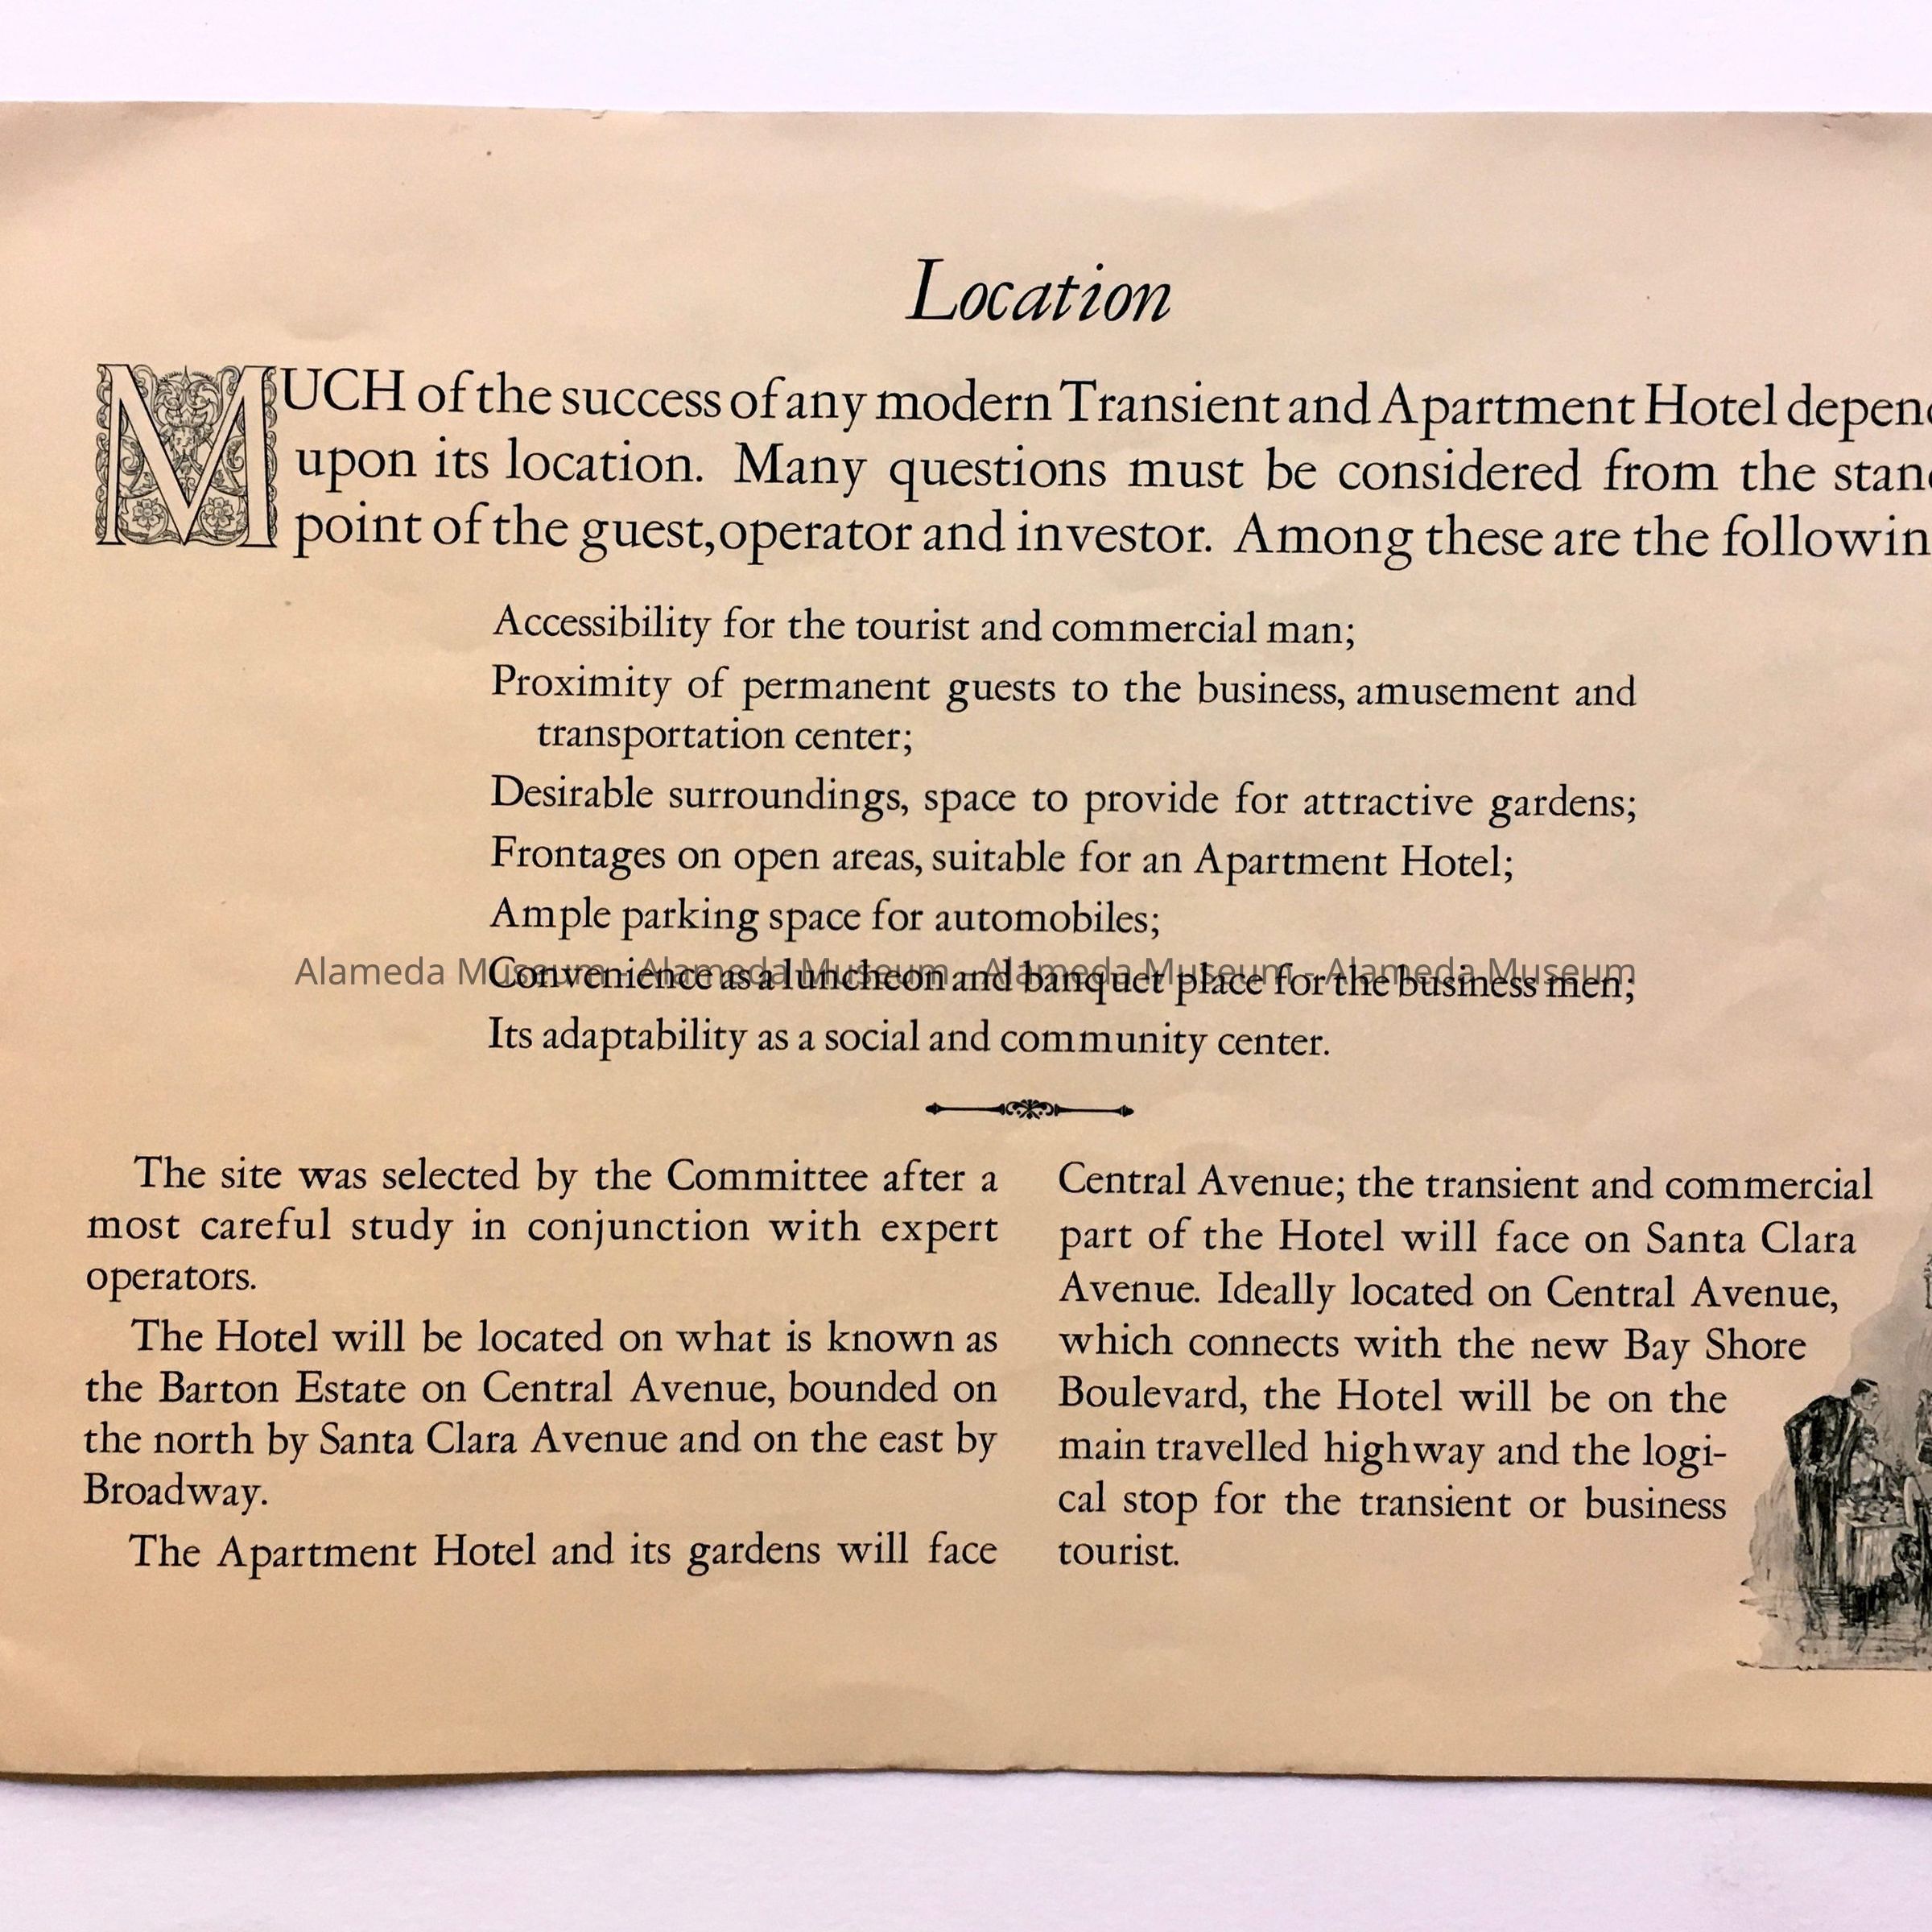 Location
MUCH of the success of any modern Transient and Apartment Hotel depen
upon its location. Many questions must be considered from the stan
point of the guest, operator and investor. Among these are the followin
Accessibility for the tourist and commercial man;
Proximity of permanent guests to the business, amusement and
transportation center;
Desirable surroundings, space to provide for attractive gardens;
Frontages on open areas, suitable for an Apartment Hotel;
Ample parking space for automobiles;
Alameda Museum - Alameda Museum - Alameda Museum - Alameda Museum
Convenience as a luncheon and banquet place for the business men;
Its adaptability as a social and community center.
The site was selected by the Committee after a
most careful study in conjunction with expert
operators.
The Hotel will be located on what is known as
the Barton Estate on Central Avenue, bounded on
the north by Santa Clara Avenue and on the east by
Broadway.
The Apartment Hotel and its gardens will face
Central Avenue; the transient and commercial
part of the Hotel will face on Santa Clara
Avenue. Ideally located on Central Avenue,
which connects with the new Bay Shore
Boulevard, the Hotel will be on the
main travelled highway and the logi-
cal stop for the transient or business
tourist.